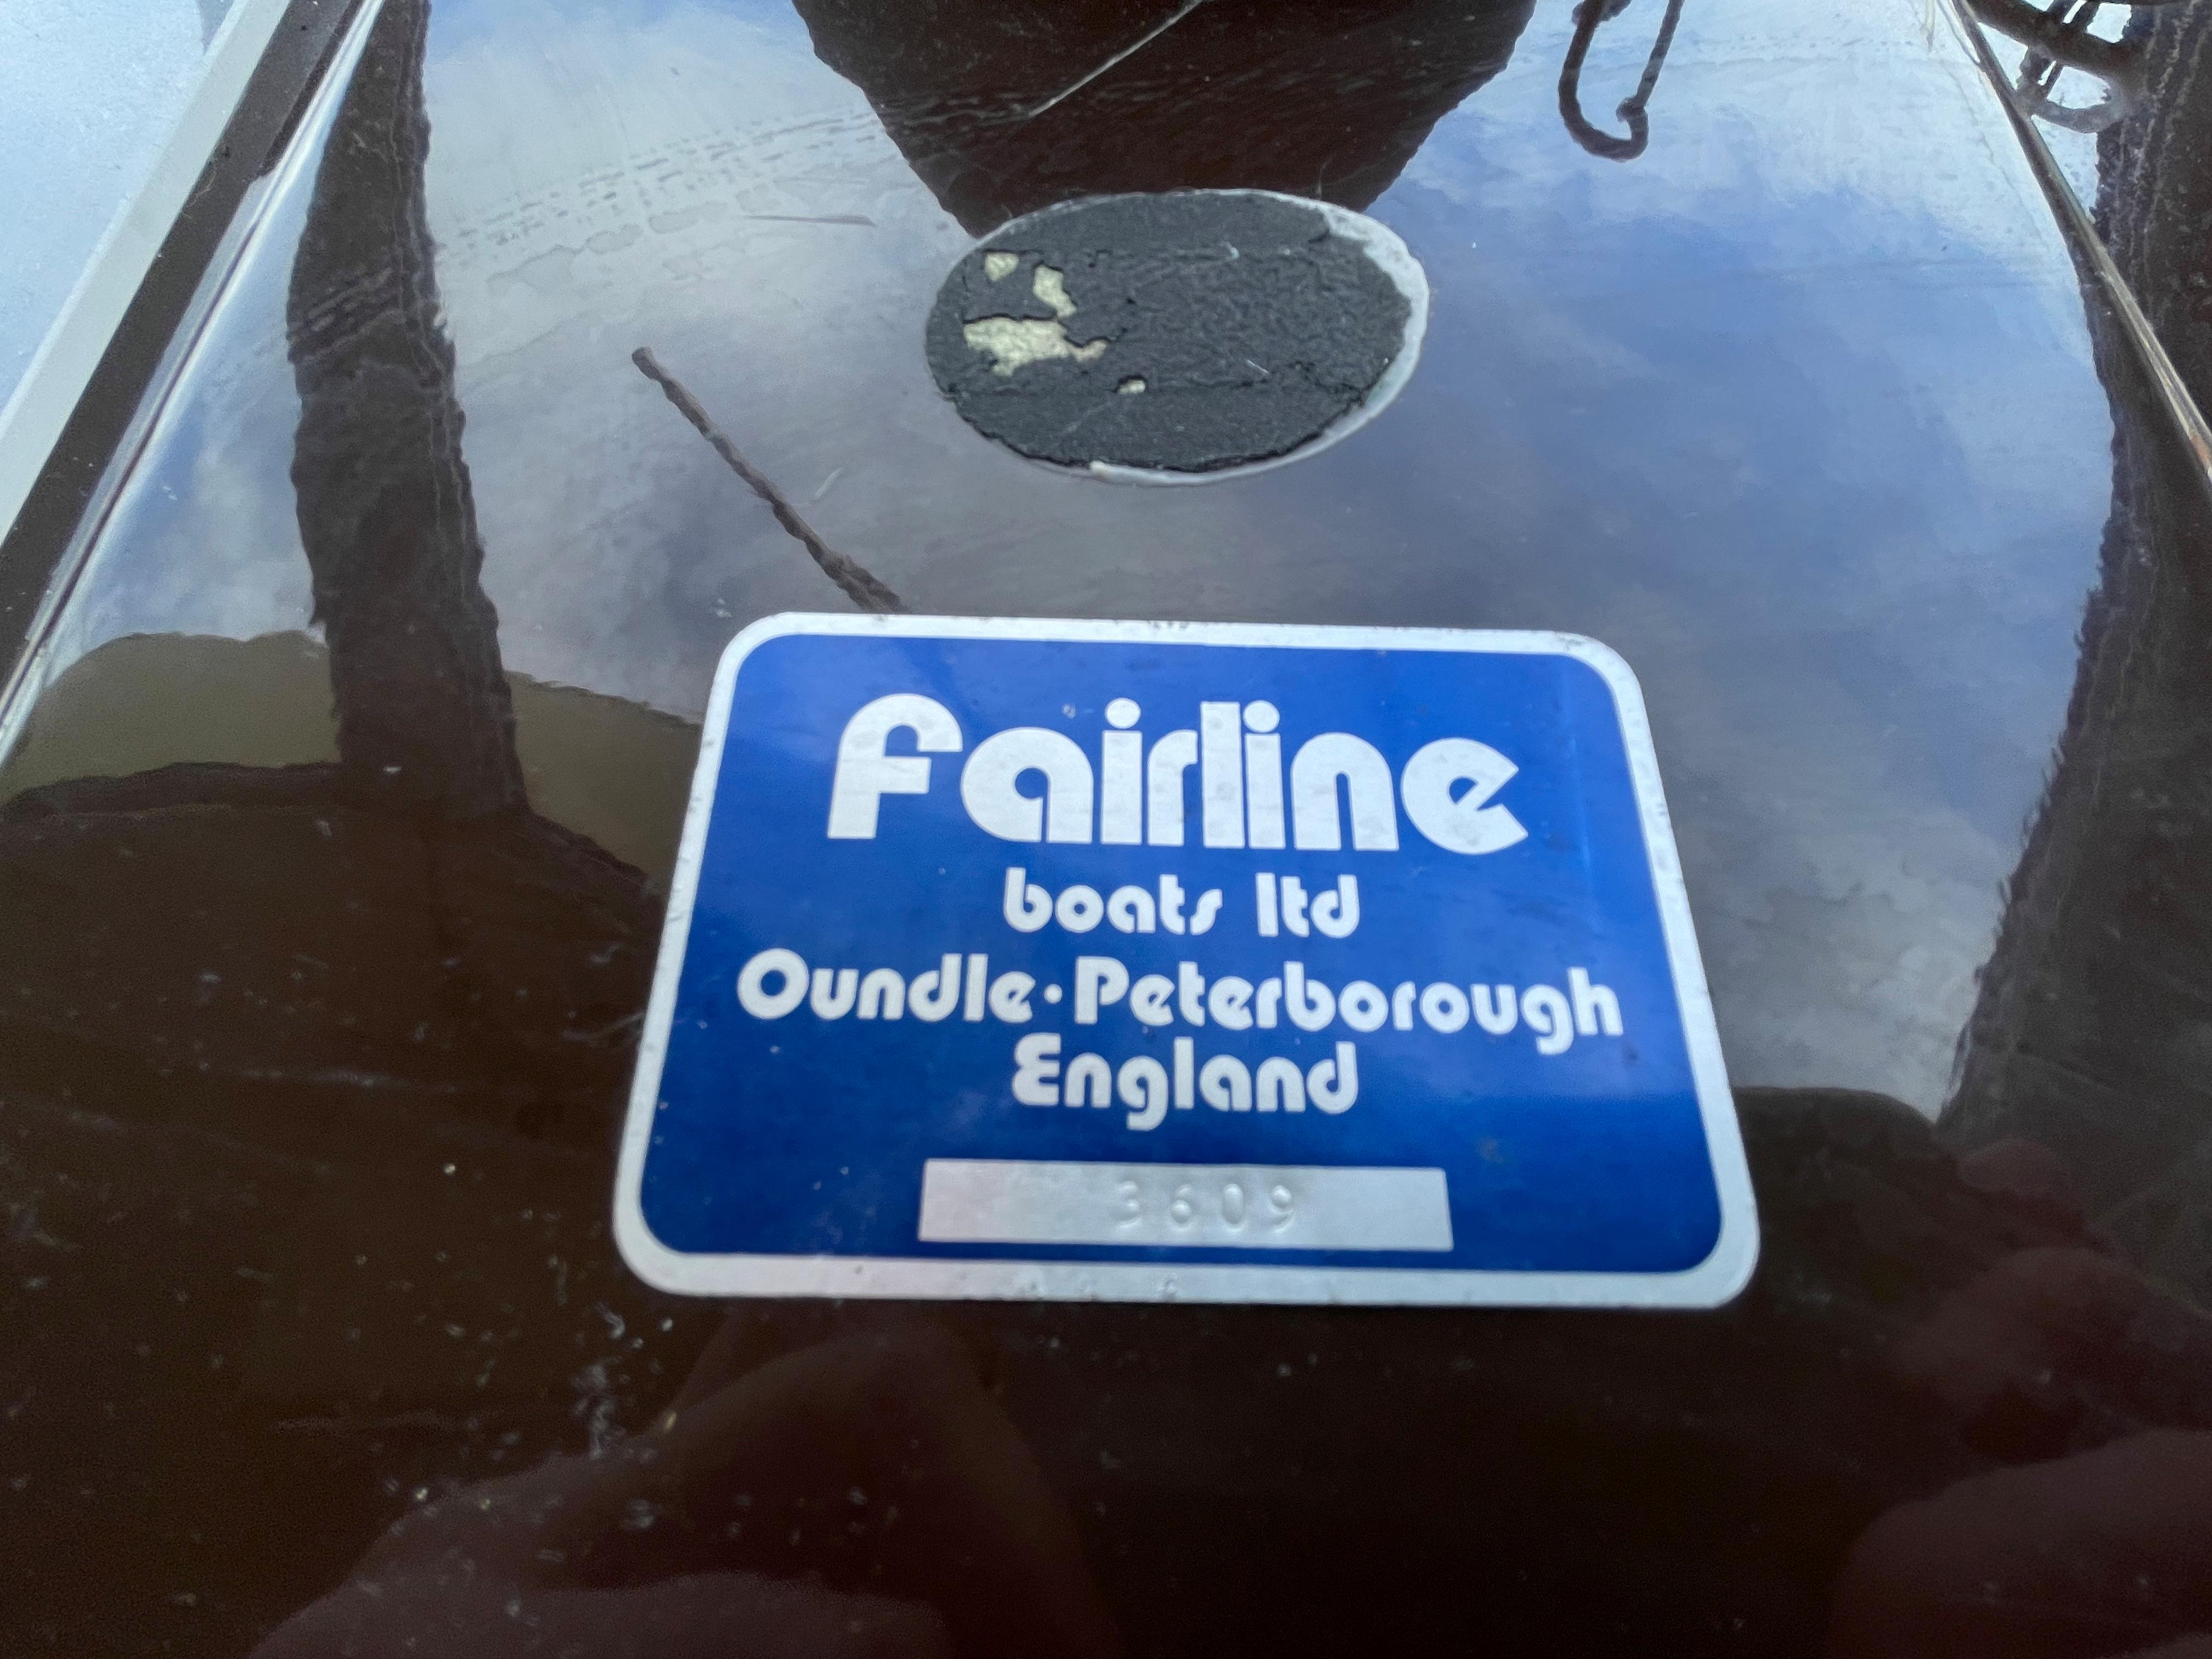 fairline
boats ltd
Oundle·Peterborough
England
3609